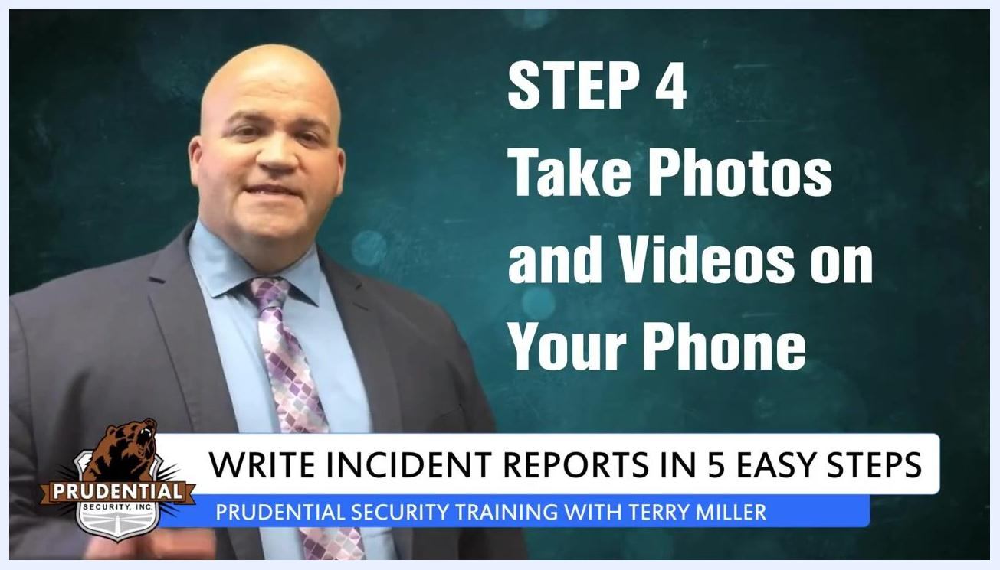 STEP 4
Take Photos
and Videos on
Your Phone
WRITE INCIDENT REPORTS IN 5 EASY STEPS
PRUDENTIAL
SECURITY, INC.
PRUDENTIAL SECURITY TRAINING WITH TERRY MILLER